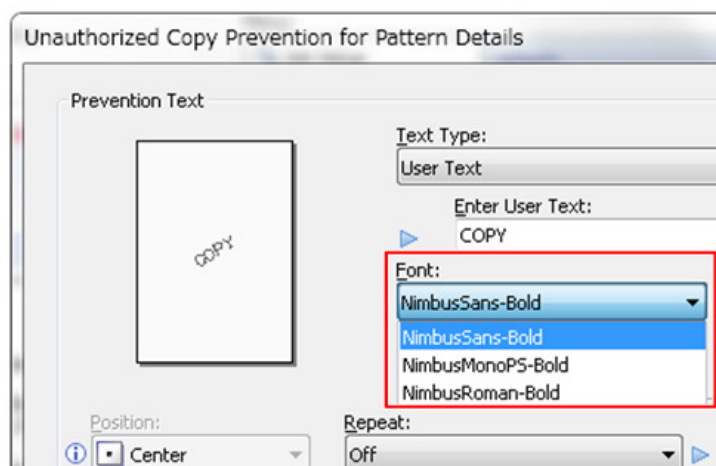 Unauthorized Copy Prevention for Pattern Details
Prevention Text
COPY
Text Type:
User Text
Enter User Text:
COPY
Font:
NimbusSans-Bold
NimbusSans-Bold
NimbusMonoPS-Bold
NimbusRoman-Bold
Position:
Center
Repeat:
Off